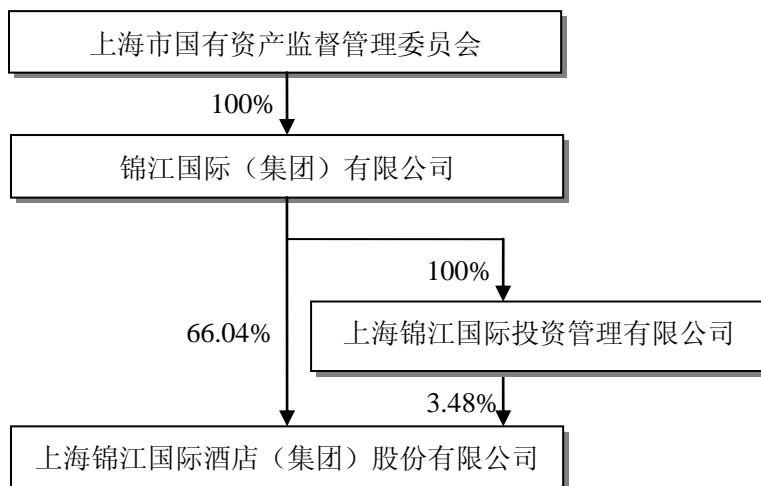 上海市国有资产监督管理委员会
100%
锦江国际（集团）有限公司
100%
66.04%
上海锦江国际投资管理有限公司
3.48%
上海锦江国际酒店（集团）股份有限公司